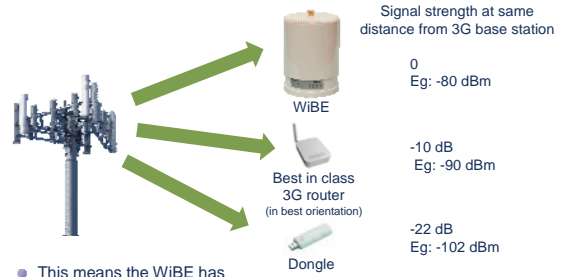 Signal strength at same
distance from 3G base station
0
Eg: -80 dBm
WiBE
-10 dB
Eg: -90 dBm
Best in class
3G router
(in best orientation)
-22 dB
Eg: -102 dBm
Dongle
This means the WiBE has